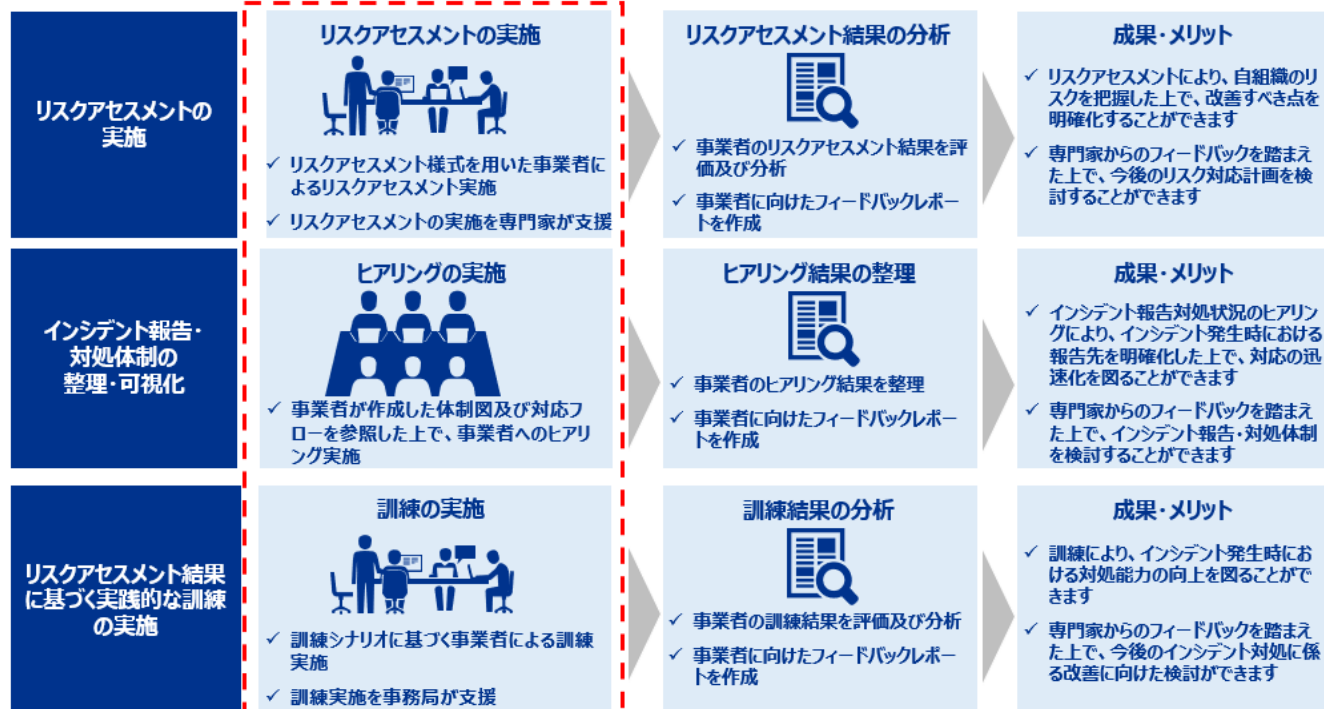 リスクアセスメントの
実施
リスクアセスメントの実施
✓ リスクアセスメント様式を用いた事業者に
よるリスクアセスメント実施
✓ リスクアセスメントの実施を専門家が支援
リスクアセスメント結果の分析
✓ 事業者のリスクアセスメント結果を評
価及び分析
✓ 事業者に向けたフィードバックレポー
トを作成
成果・メリット
✓ リスクアセスメントにより、自組織のリ
スクを把握した上で、改善すべき点を
明確化することができます
✓ 専門家からのフィードバックを踏まえ
た上で、今後のリスク対応計画を検
討することができます
インシデント報告・
対処体制の
整理・可視化
ヒアリングの実施
✓ 事業者が作成した体制図及び対応フ
ローを参照した上で、事業者へのヒアリ
ング実施
ヒアリング結果の整理
✓ 事業者のヒアリング結果を整理
✓ 事業者に向けたフィードバックレポー
トを作成
成果・メリット
✓ インシデント報告対処状況のヒアリン
グにより、インシデント発生時における
報告先を明確化した上で、対応の迅
速化を図ることができます
✓ 専門家からのフィードバックを踏まえ
た上で、インシデント報告・対処体制
を検討することができます
リスクアセスメント結果
に基づく実践的な訓練
の実施
訓練の実施
✓ 訓練シナリオに基づく事業者による訓練
実施
✓ 訓練実施を事務局が支援
訓練結果の分析
✓ 事業者の訓練結果を評価及び分析
✓ 事業者に向けたフィードバックレポー
トを作成
成果・メリット
✓ 訓練により、インシデント発生時にお
ける対処能力の向上を図ることがで
きます
✓ 専門家からのフィードバックを踏まえ
た上で、今後のインシデント対処に係
る改善に向けた検討ができます